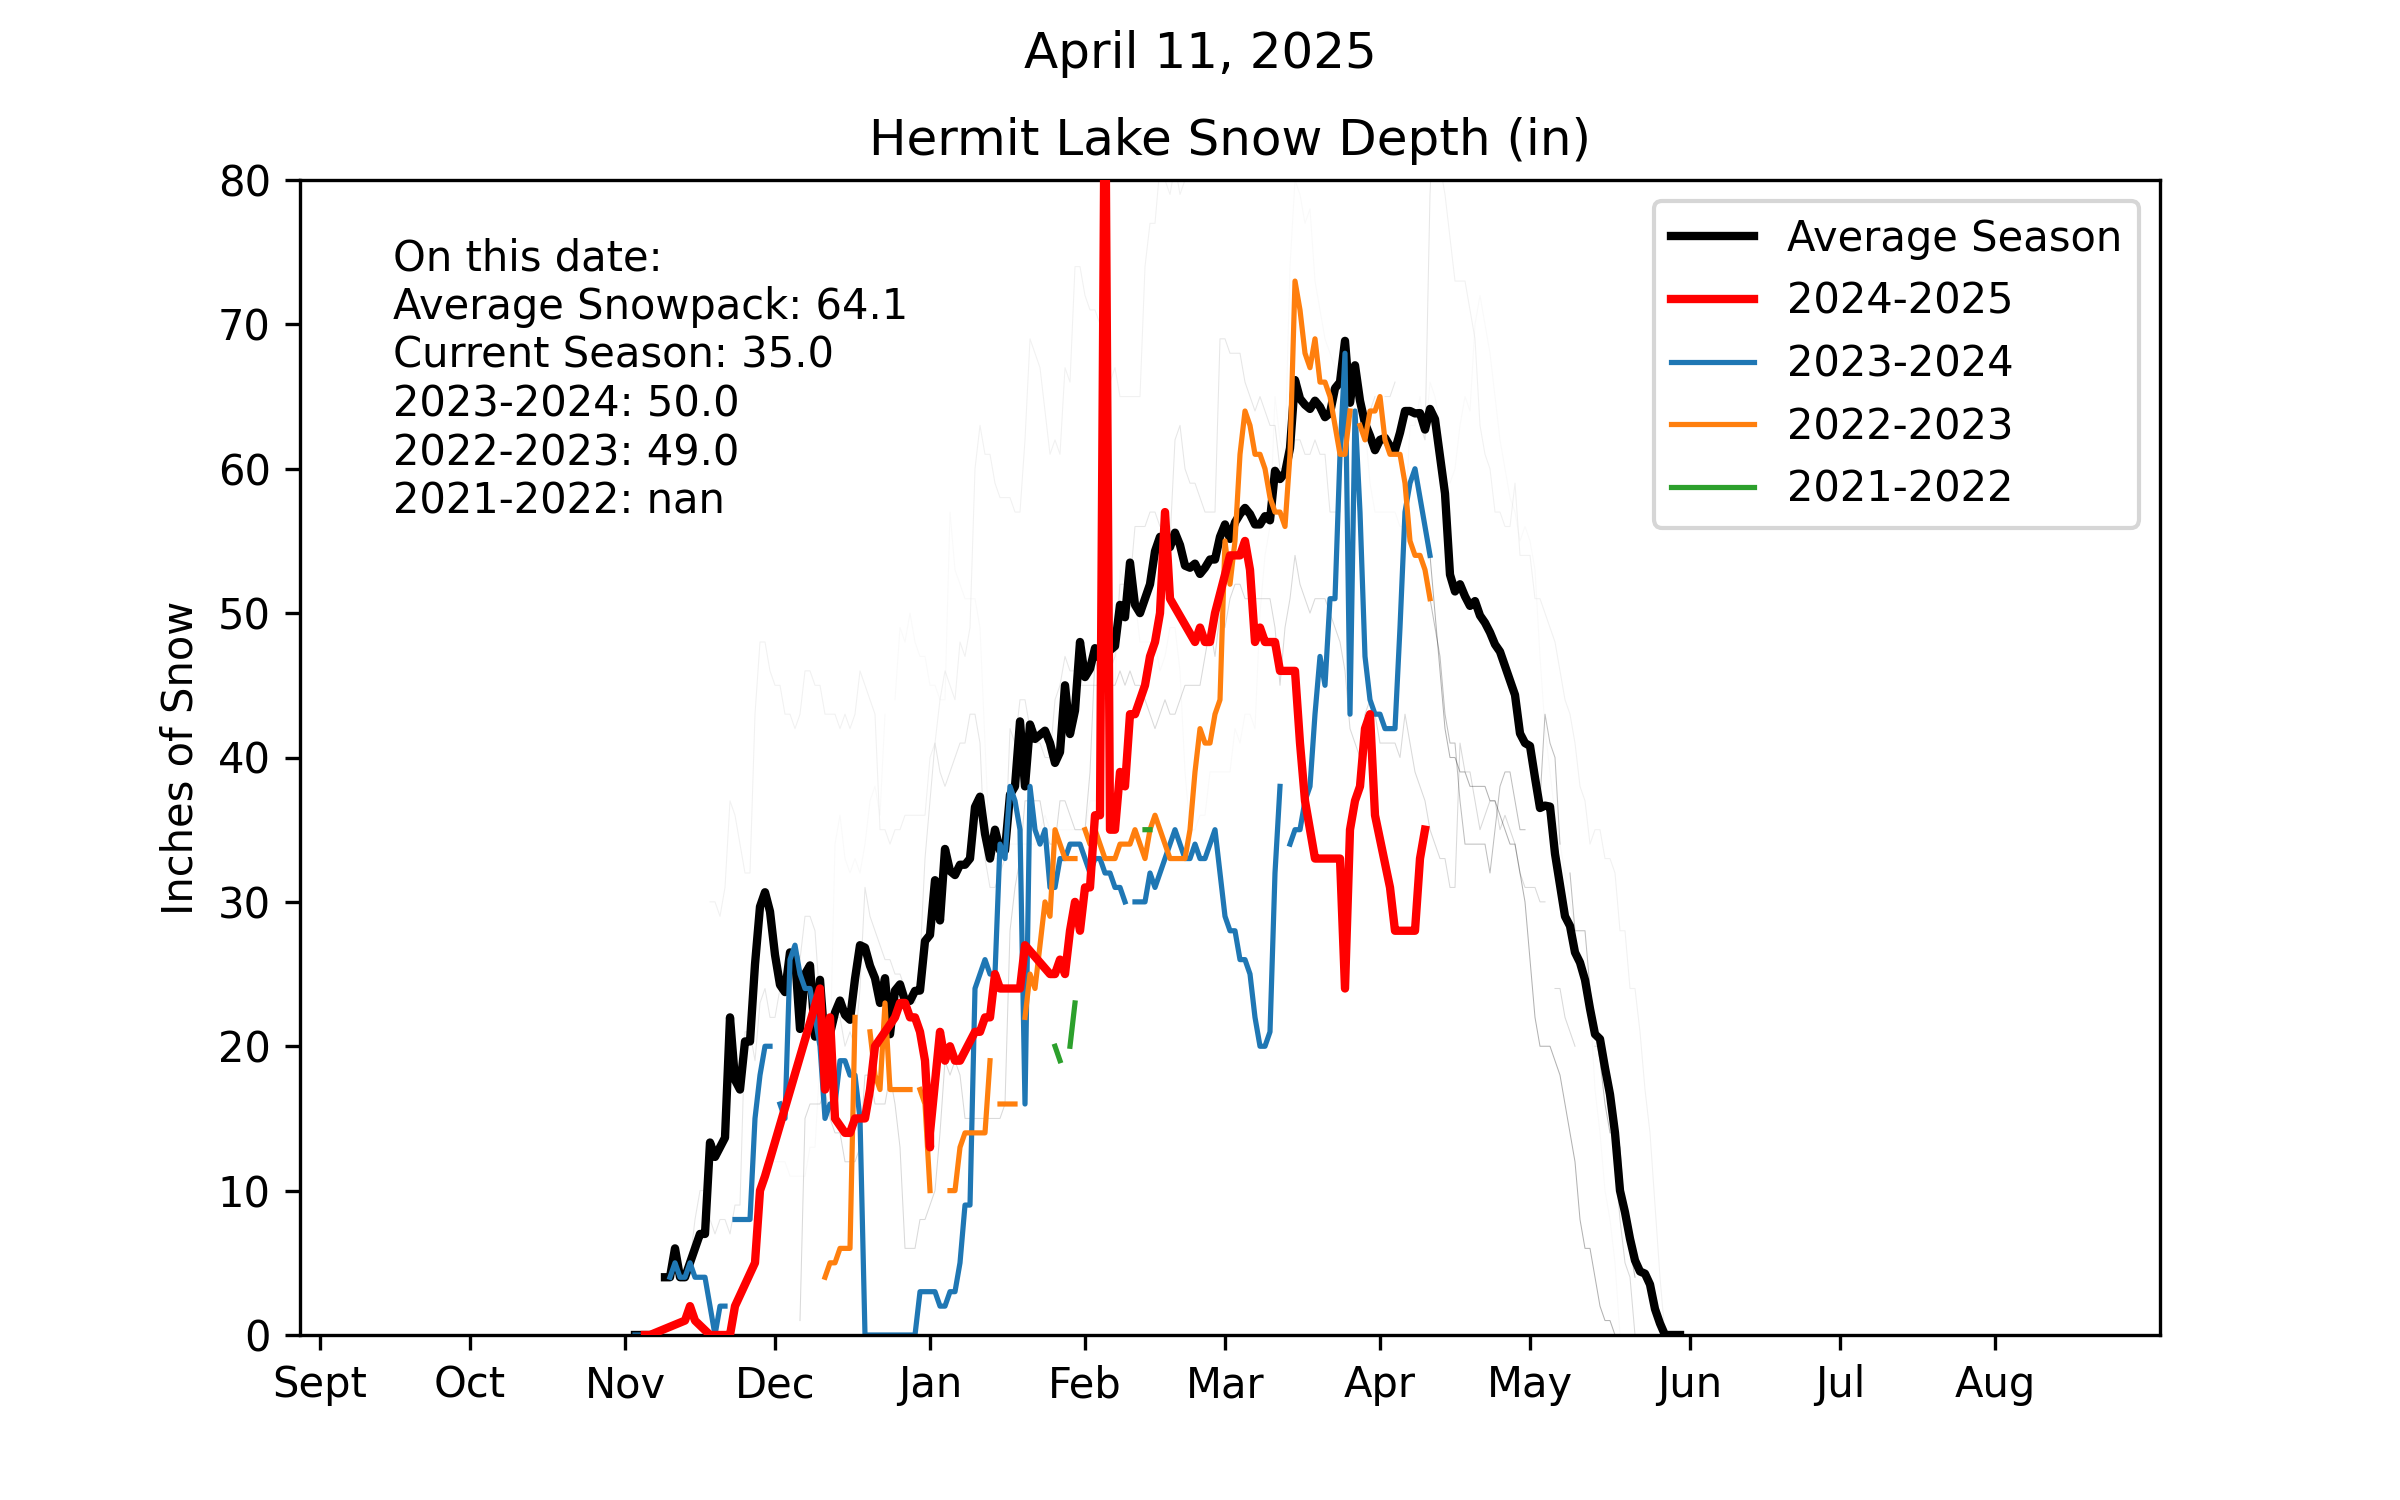 April 11, 2025
Hermit Lake Snow Depth (in)
80
70
60
50
40
30
20
10
0
Inches of Snow
On this date:
Average Snowpack: 64.1
Current Season: 35.0
2023-2024: 50.0
2022-2023: 49.0
2021-2022: nan
Average Season
2024-2025
2023-2024
2022-2023
2021-2022
Sept Oct Nov Dec Jan Feb Mar Apr May Jun Jul Aug